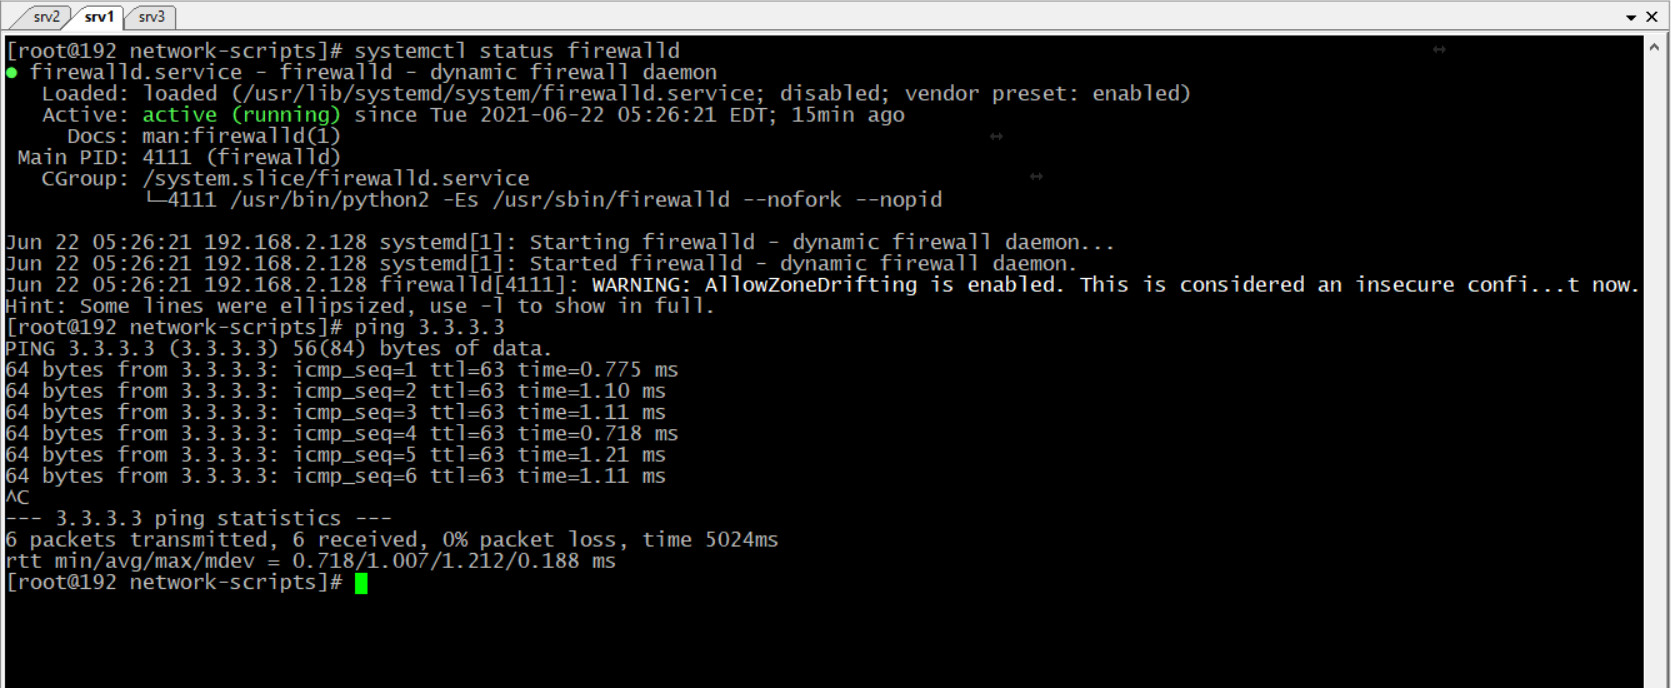 srv2 srv1 srv3
[root@192 network-scripts]# systemctl status firewalld
● firewalld.service - firewalld - dynamic firewall daemon
   Loaded: loaded (/usr/lib/systemd/system/firewalld.service; disabled; vendor preset: enabled)
   Active: active (running) since Tue 2021-06-22 05:26:21 EDT; 15min ago
     Docs: man:firewalld(1)
 Main PID: 4111 (firewalld)
   CGroup: /system.slice/firewalld.service
           └─4111 /usr/bin/python2 -Es /usr/sbin/firewalld --nofork --nopid
Jun 22 05:26:21 192.168.2.128 systemd[1]: Starting firewalld - dynamic firewall daemon...
Jun 22 05:26:21 192.168.2.128 systemd[1]: Started firewalld - dynamic firewall daemon.
Jun 22 05:26:21 192.168.2.128 firewalld[4111]: WARNING: AllowZoneDrifting is enabled. This is considered an insecure confi...t now.
Hint: Some lines were ellipsized, use -l to show in full.
[root@192 network-scripts]# ping 3.3.3.3
PING 3.3.3.3 (3.3.3.3) 56(84) bytes of data.
64 bytes from 3.3.3.3: icmp_seq=1 ttl=63 time=0.775 ms
64 bytes from 3.3.3.3: icmp_seq=2 ttl=63 time=1.10 ms
64 bytes from 3.3.3.3: icmp_seq=3 ttl=63 time=1.11 ms
64 bytes from 3.3.3.3: icmp_seq=4 ttl=63 time=0.718 ms
64 bytes from 3.3.3.3: icmp_seq=5 ttl=63 time=1.21 ms
64 bytes from 3.3.3.3: icmp_seq=6 ttl=63 time=1.11 ms
^C
--- 3.3.3.3 ping statistics ---
6 packets transmitted, 6 received, 0% packet loss, time 5024ms
rtt min/avg/max/mdev = 0.718/1.007/1.212/0.188 ms
[root@192 network-scripts]#